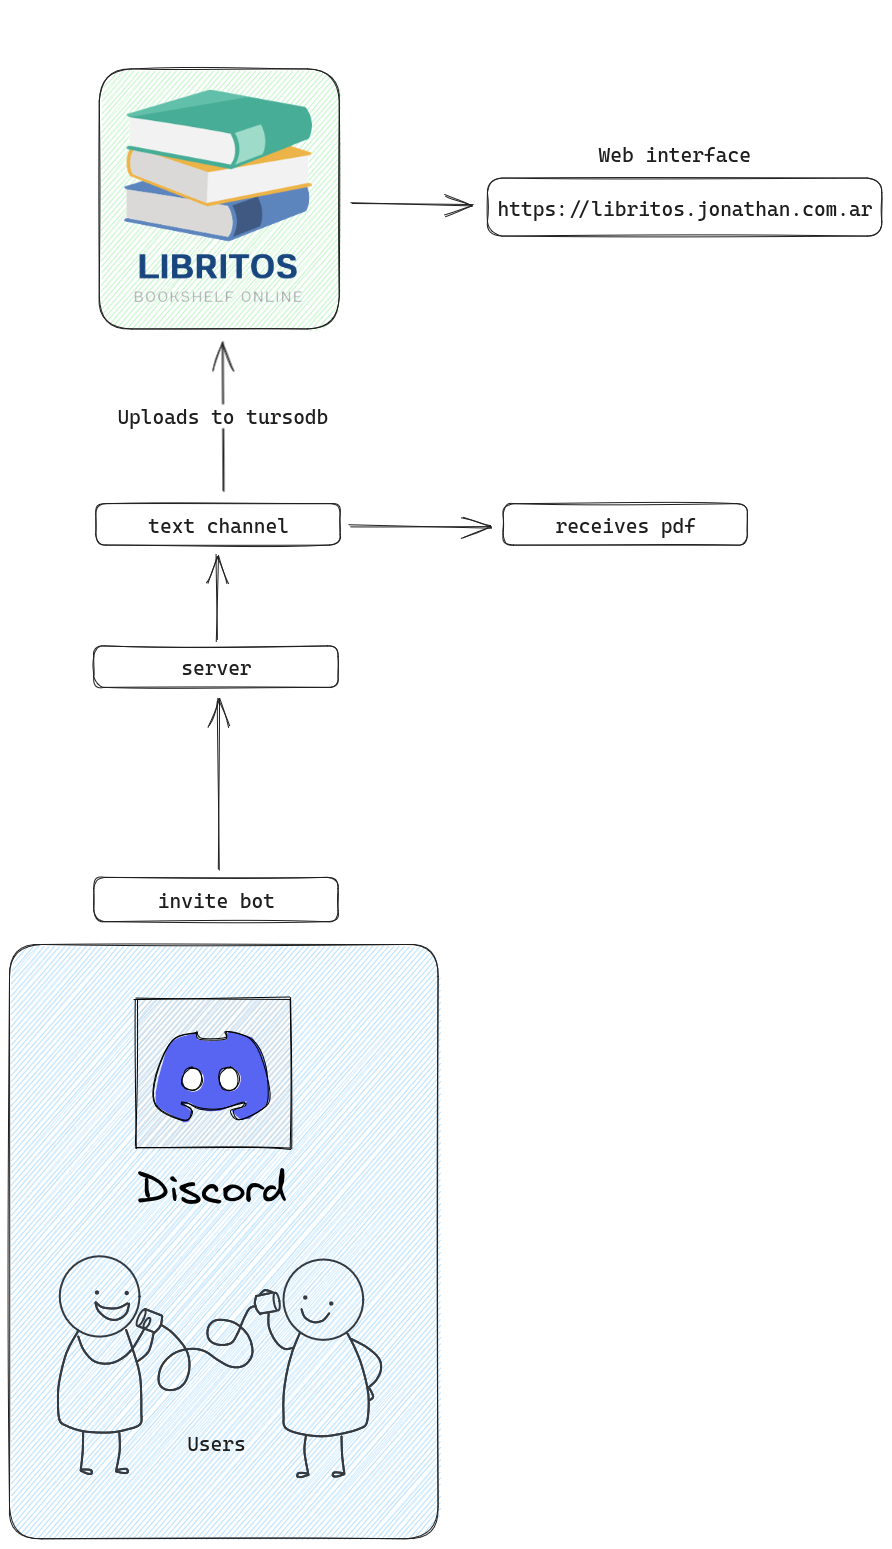 Web interface
https://libritos.jonathan.com.ar
LIBRITOS
BOOKSHELF ONLINE
Uploads to tursodb
text channel
receives pdf
server
invite bot
Discord
Users